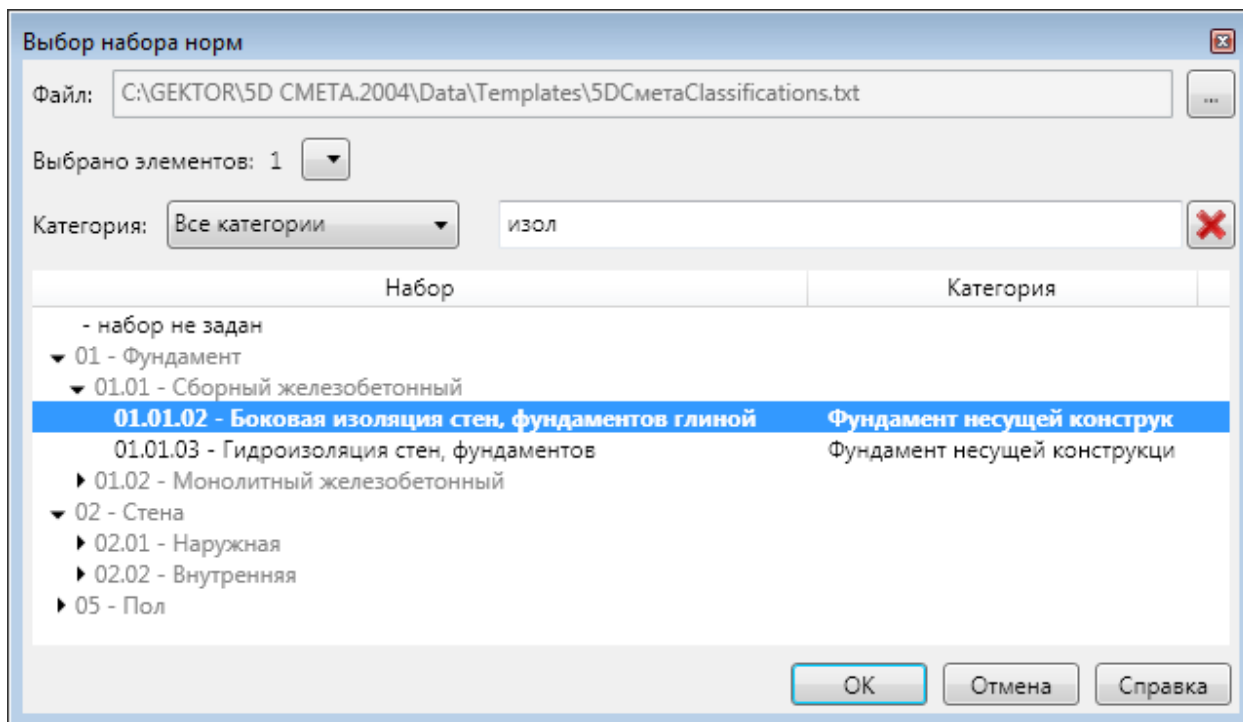 Выбор набора норм
Файл: C:\GEKTOR\5D СМЕТА.2004\Data\Templates\5DСметаClassifications.txt ...
Выбрано элементов: 1
Категория: Все категории изол
Набор Категория
- набор не задан
01 - Фундамент
01.01 - Сборный железобетонный
01.01.02 - Боковая изоляция стен, фундаментов глиной Фундамент несущей конструк
01.01.03 - Гидроизоляция стен, фундаментов Фундамент несущей конструкци
01.02 - Монолитный железобетонный
02 - Стена
02.01 - Наружная
02.02 - Внутренняя
05 - Пол
ОК Отмена Справка